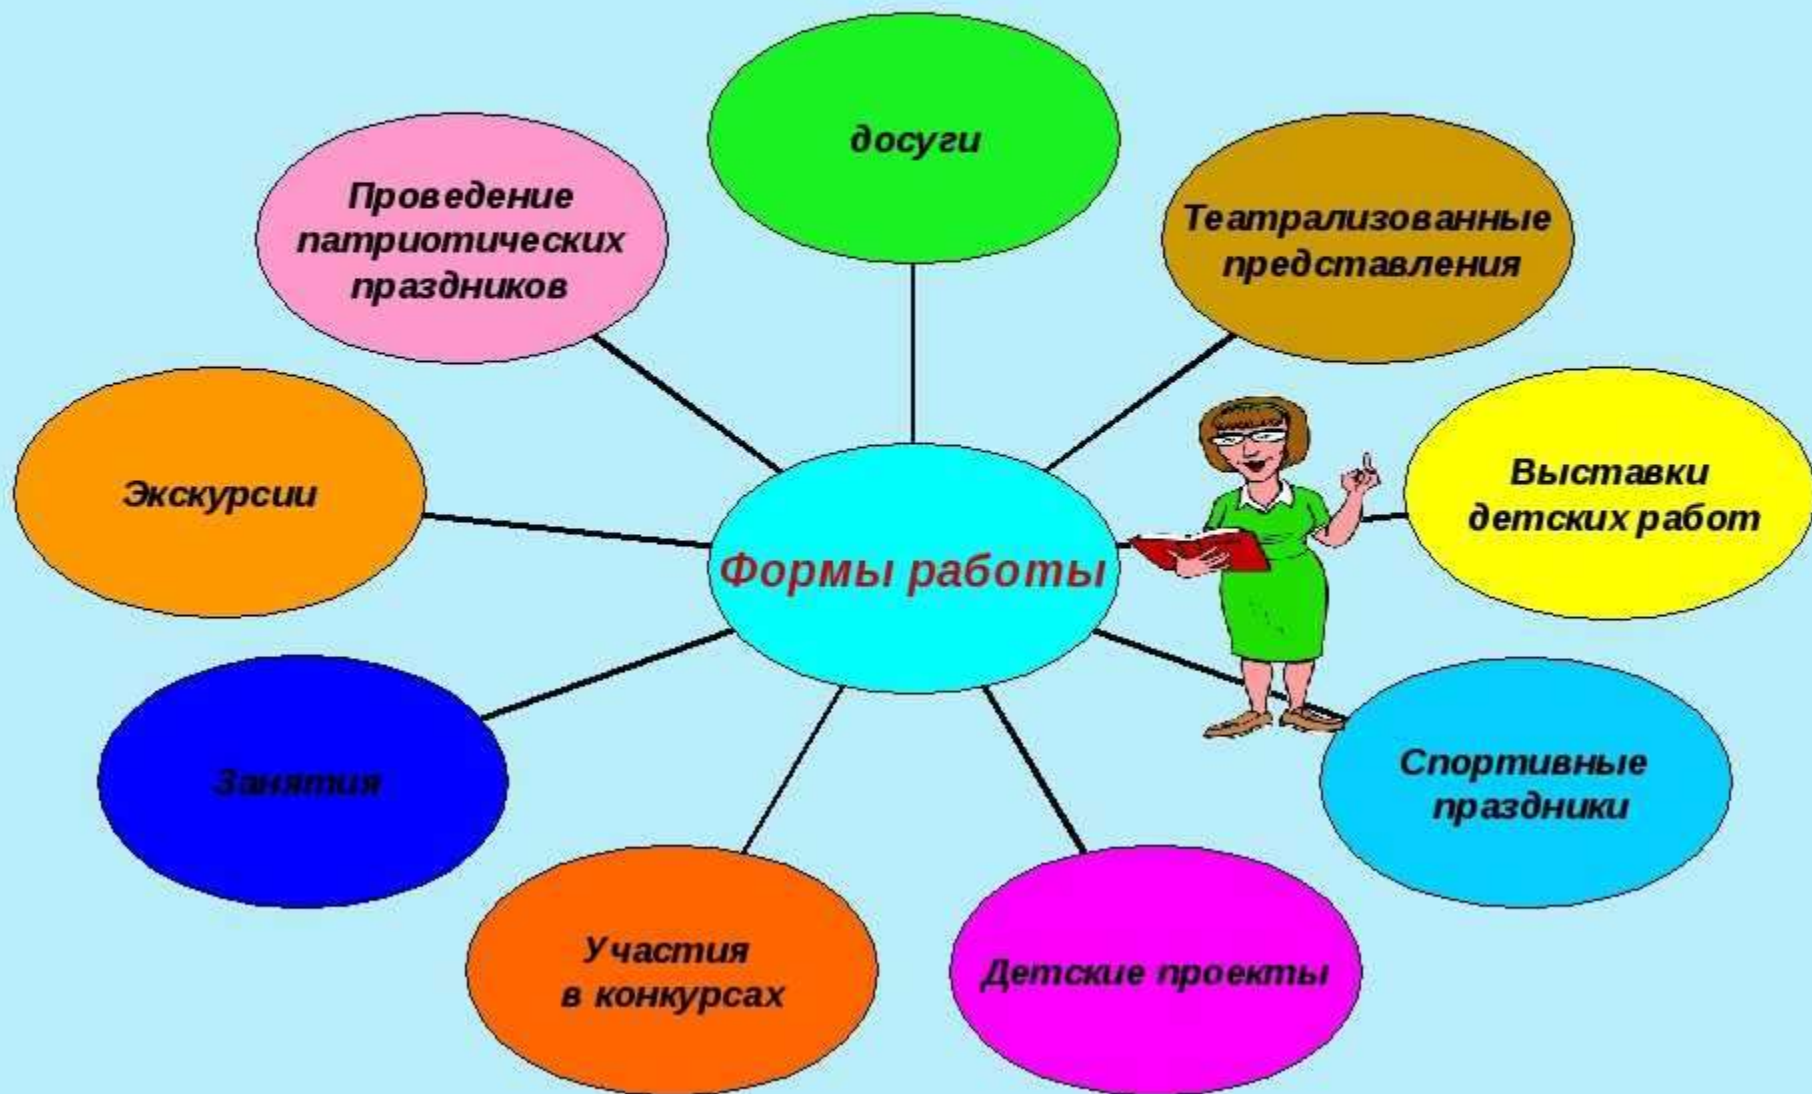 досуги
Проведение
патриотических
праздников
Театрализованные
представления
Экскурсии
Выставки
детских работ
Формы работы
Занятия
Спортивные
праздники
Участия
в конкурсах
Детские проекты